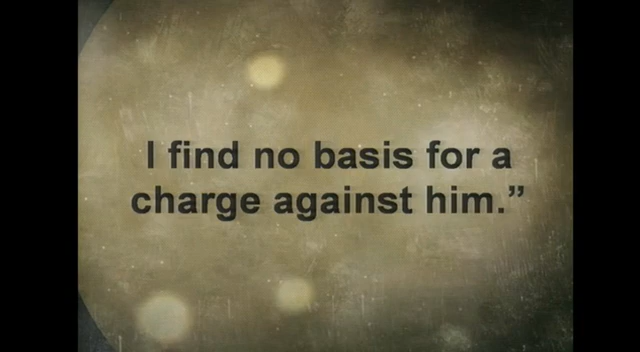 I find no basis for a
charge against him.”